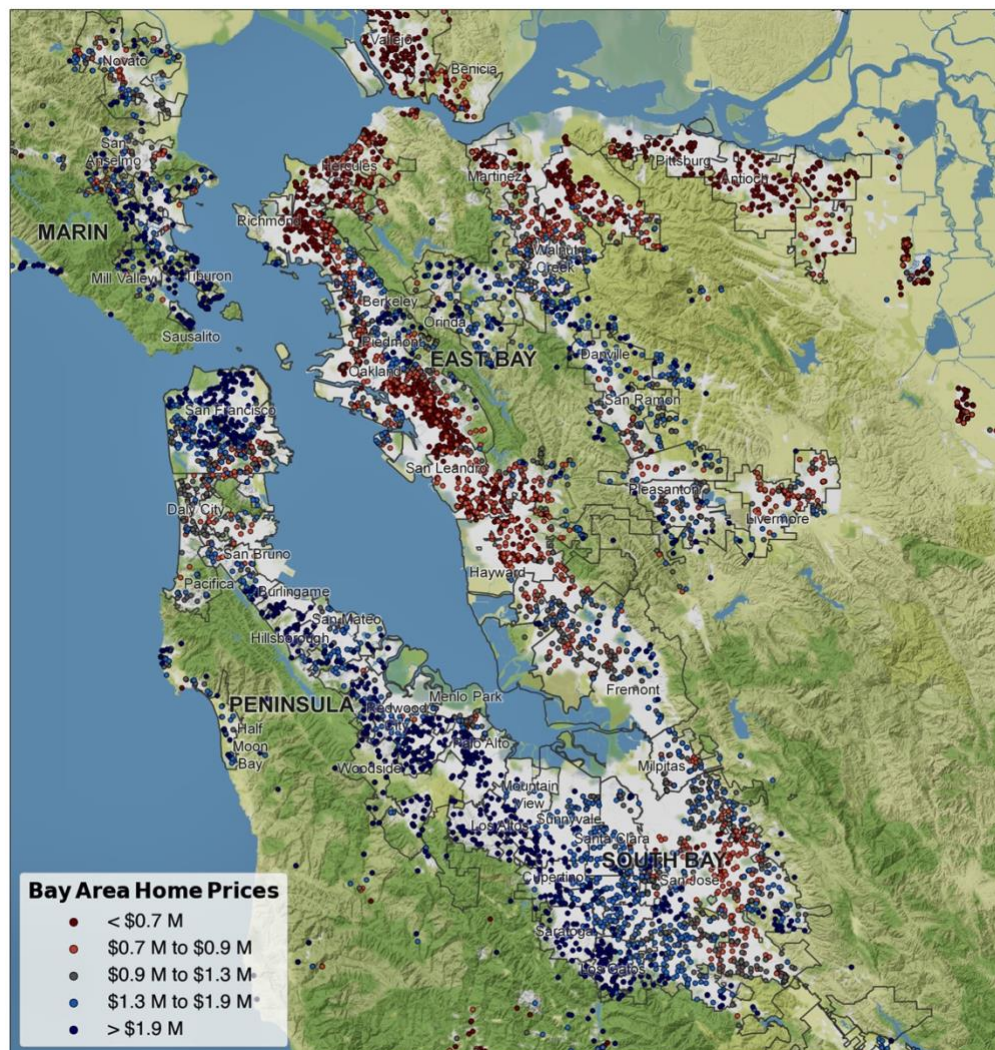 Vallejo
Benicia
Novato
San
Anselmo
Hercules
Martinez
Pittsburg
Antioch
Richmond
MARIN
Walnut
Creek
Mill Valley
Tiburon
Berkeley
Orinda
Sausalito
Piedmont
EAST BAY
Danville
Oakland
San Francisco
San Ramon
San Leandro
Pleasanton
Livermore
Daly City
San Bruno
Hayward
Pacifica
Burlingame
San Mateo
Hillsborough
Fremont
PENINSULA
Menlo Park
Redwood
City
Half
Moon
Bay
Palo Alto
Woodside
Milpitas
Mountain
View
Los Altos
Sunnyvale
Santa Clara
SOUTH BAY
Cupertino
San Jose
Saratoga
Los Gatos
Bay Area Home Prices
< $0.7 M
$0.7 M to $0.9 M
$0.9 M to $1.3 M
$1.3 M to $1.9 M
> $1.9 M